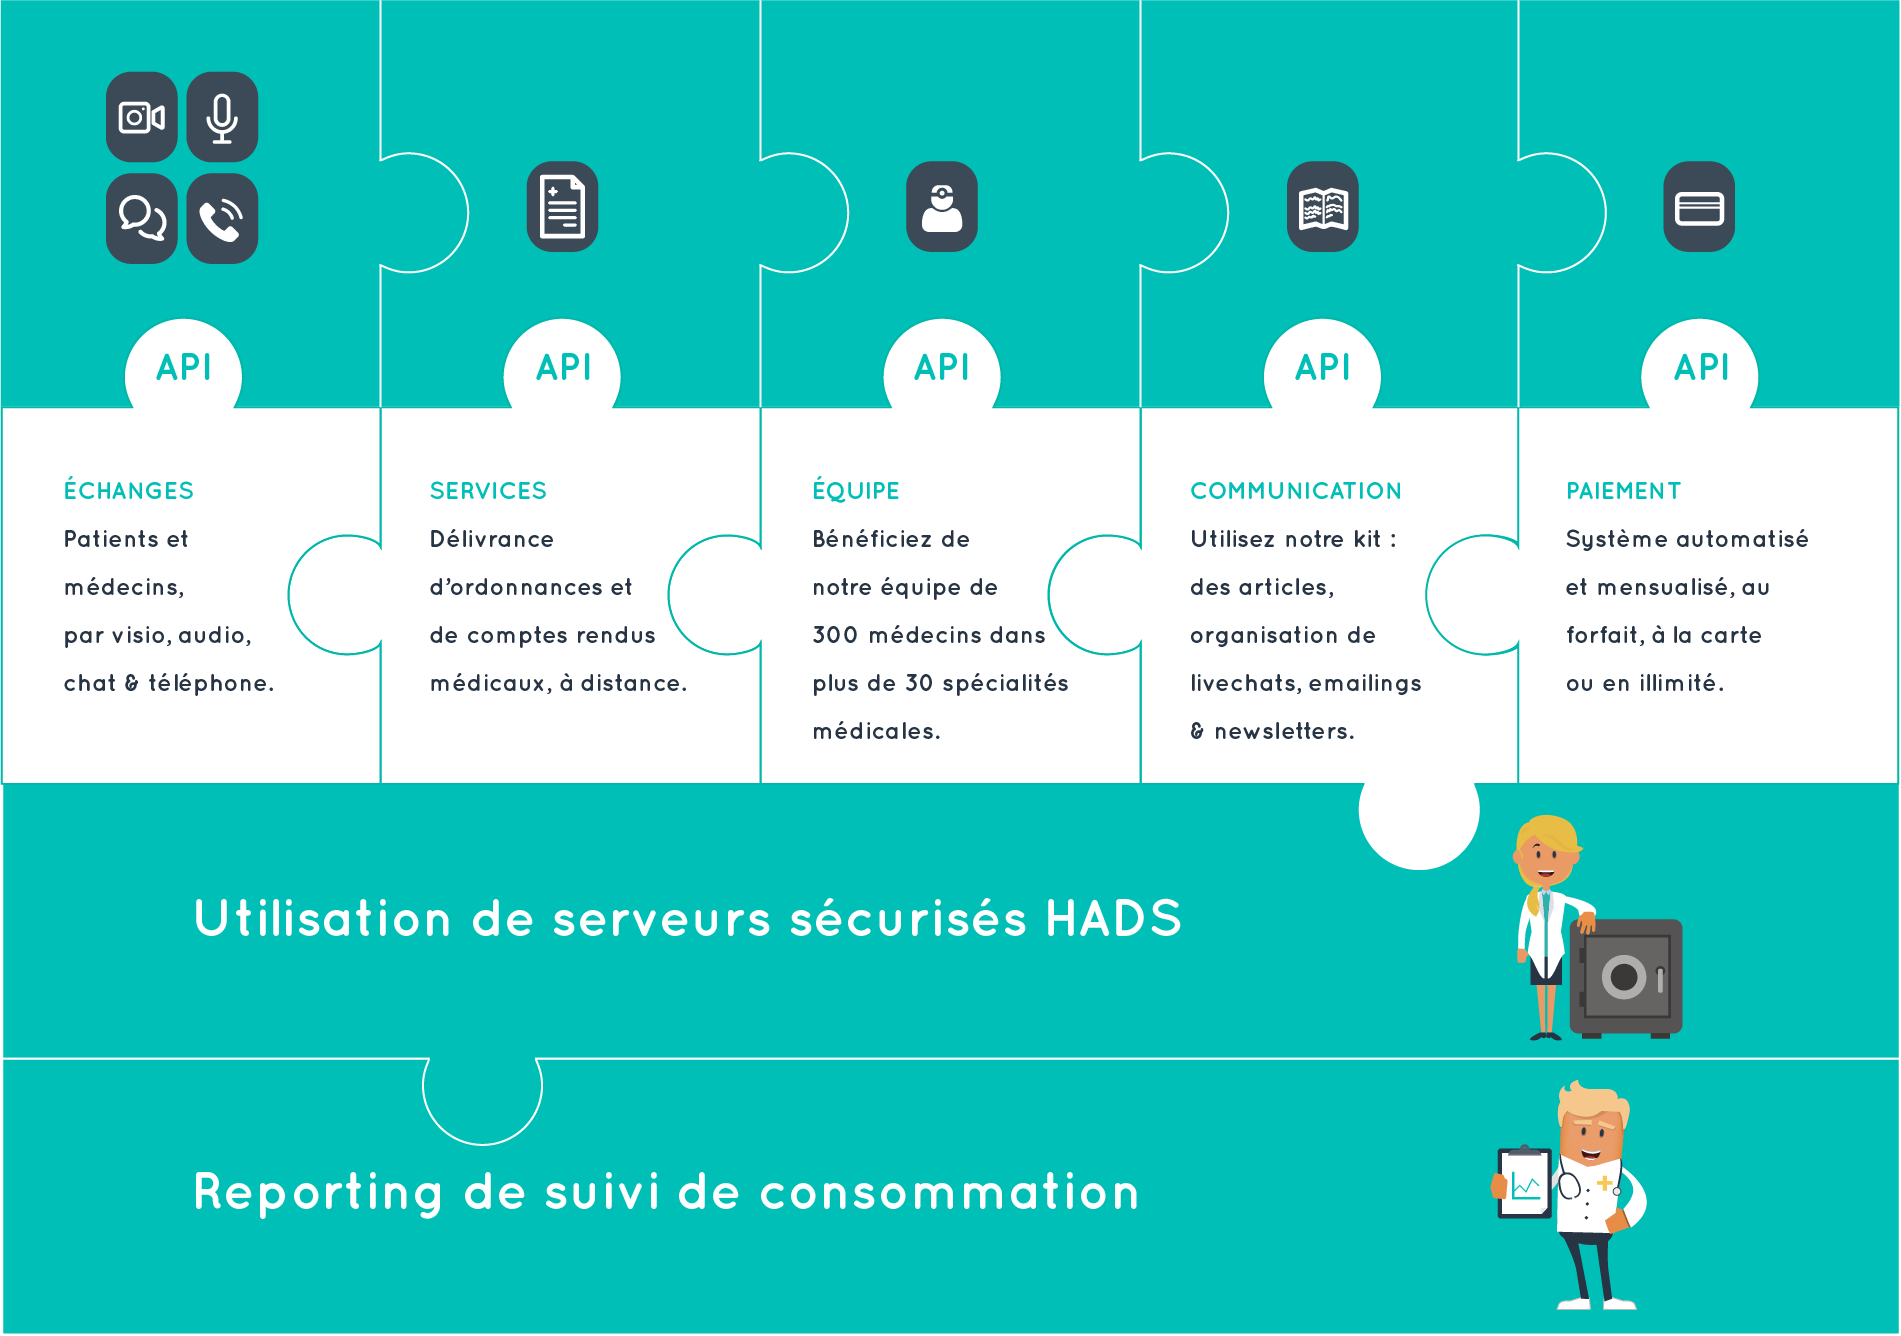 API
API
API
API
API
ÉCHANGES
Patients et
médecins,
par visio, audio,
chat & téléphone.
SERVICES
Délivrance
d’ordonnances et
de comptes rendus
médicaux, à distance.
ÉQUIPE
Bénéficiez de
notre équipe de
300 médecins dans
plus de 30 spécialités
médicales.
COMMUNICATION
Utilisez notre kit :
des articles,
organisation de
livechats, emailings
& newsletters.
PAIEMENT
Système automatisé
et mensualisé, au
forfait, à la carte
ou en illimité.
Utilisation de serveurs sécurisés HADS
Reporting de suivi de consommation